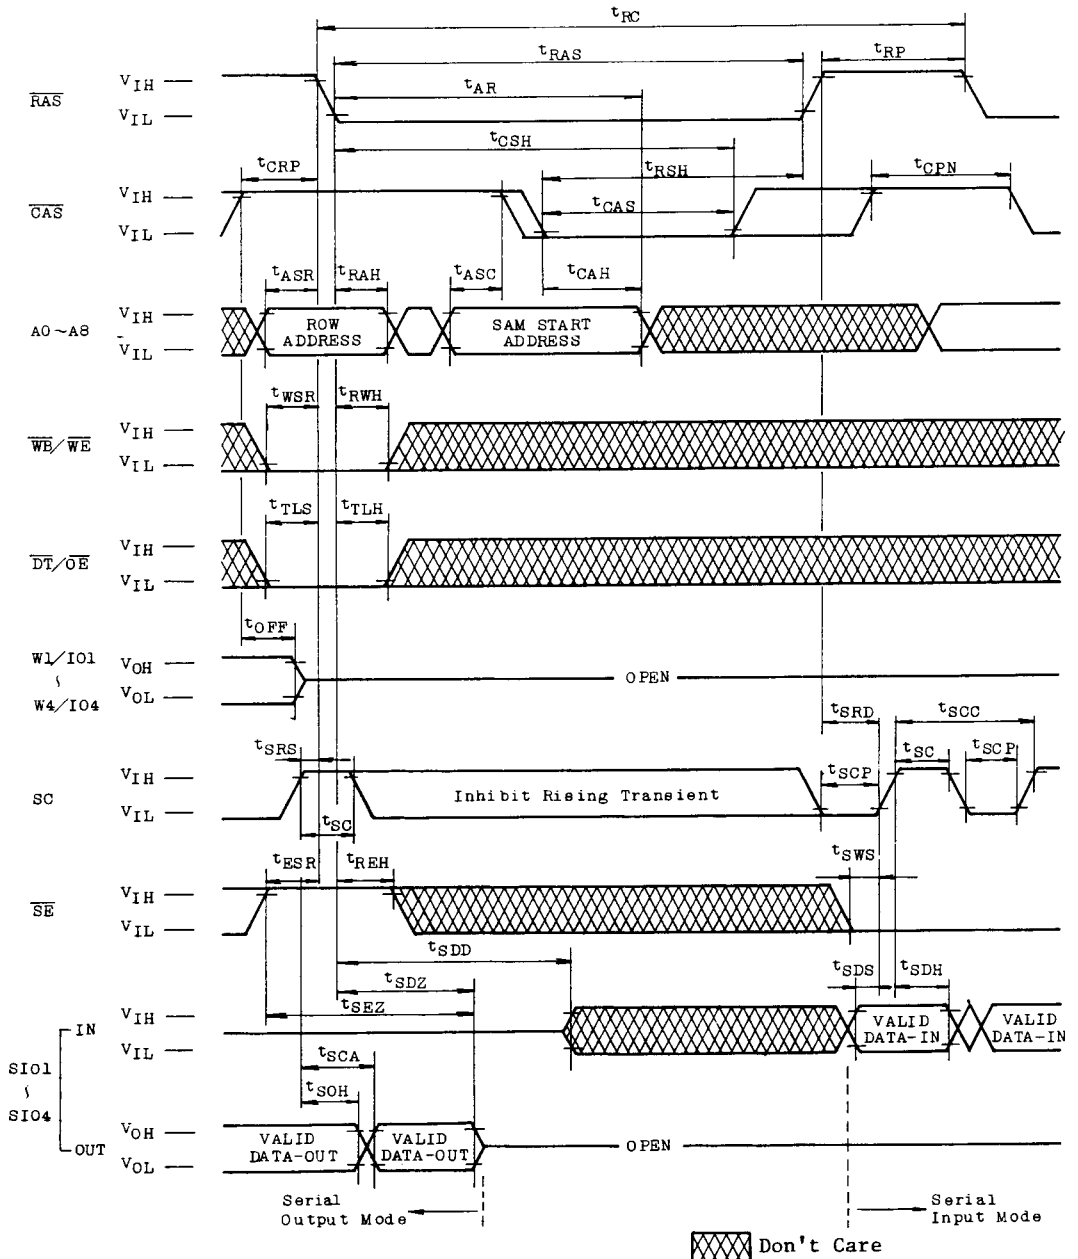 tRC
tRAS
tRP
RAS
VIH
VIL
tAR
tCSH
tCRP
tRSH
tCPN
CAS
VIH
VIL
tCAS
tASR
tRAH
tASC
tCAH
A0~A8
VIH
VIL
ROW
ADDRESS
SAM START
ADDRESS
tWSR
tRWH
WB/WE
VIH
VIL
tTLS
tTLH
DT/OE
VIH
VIL
tOFF
W1/IO1
~
W4/IO4
VOH
VOL
OPEN
tSRD
tSCC
tSRS
tSC
tSCP
tSCP
SC
VIH
VIL
Inhibit Rising Transient
tSC
tESR
tREH
tSWS
SE
VIH
VIL
tSDD
tSDZ
tSEZ
tSDS
tSDH
SIO1
~
SIO4
IN
VIH
VIL
VALID
DATA-IN
VALID
DATA-IN
tSCA
tSOH
OUT
VOH
VOL
VALID
DATA-OUT
VALID
DATA-OUT
OPEN
Serial
Output Mode
Serial
Input Mode
Don't Care